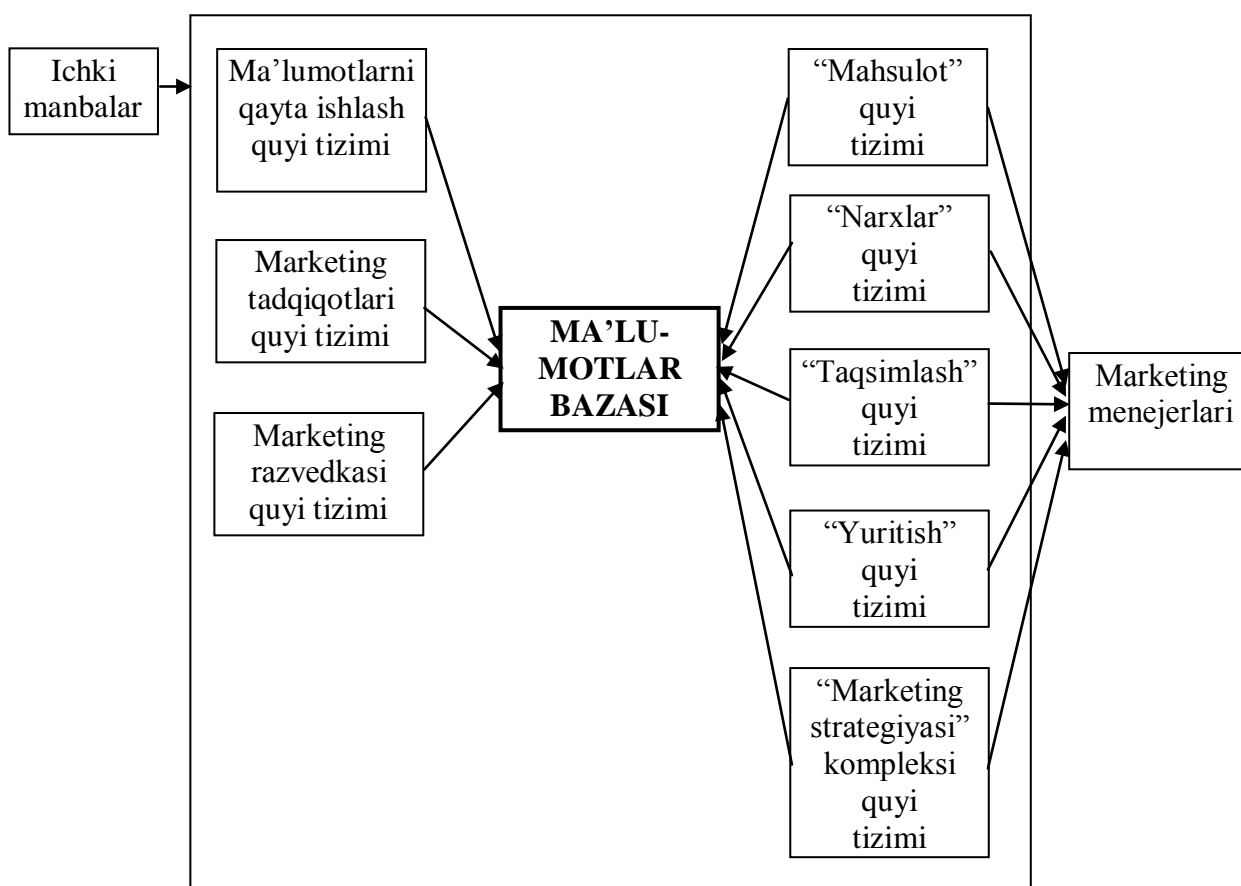 Ichki
manbalar
Ma’lumotlarni
qayta ishlash
quyi tizimi
Marketing
tadqiqotlari
quyi tizimi
Marketing
razvedkasi
quyi tizimi
MA’LU-
MOTLAR
BAZASI
“Mahsulot”
quyi
tizimi
“Narxlar”
quyi
tizimi
“Taqsimlash”
quyi
tizimi
“Yuritish”
quyi
tizimi
“Marketing
strategiyasi”
kompleksi
quyi
tizimi
Marketing
menejerlari